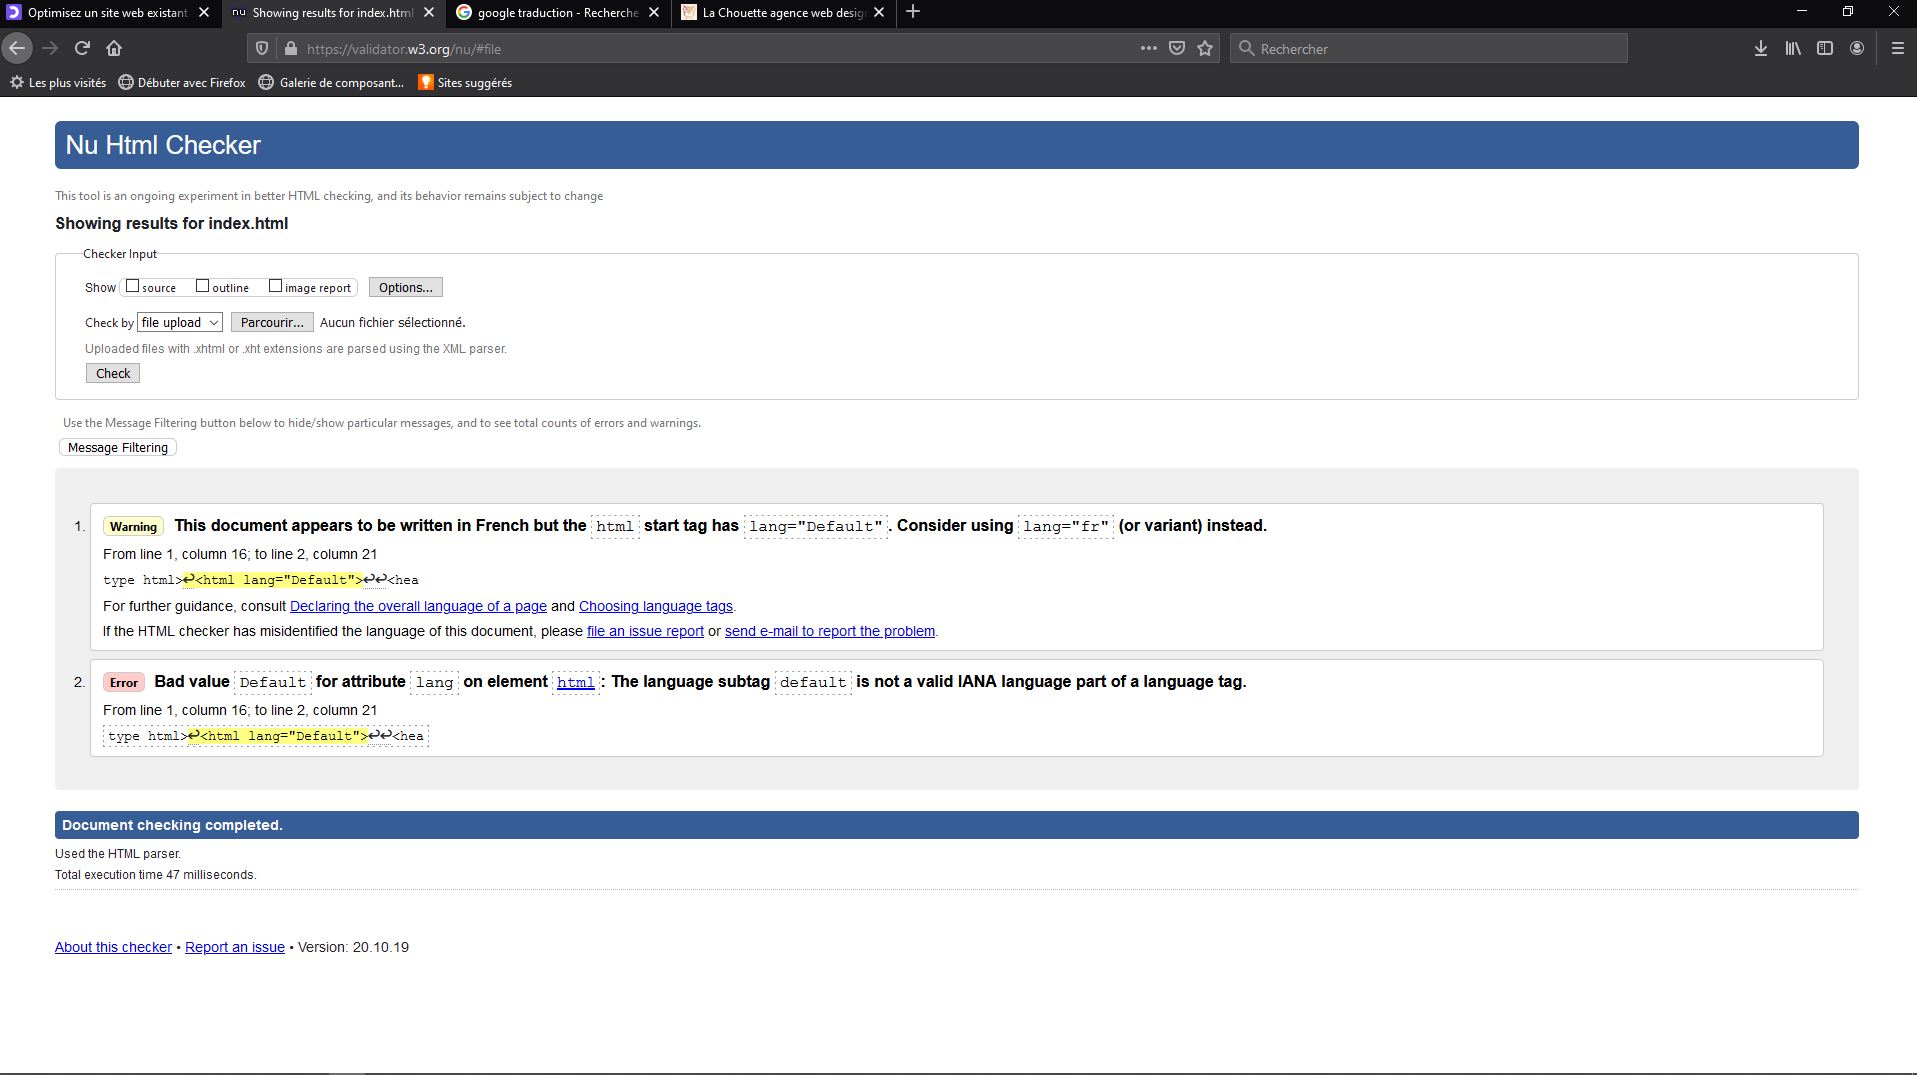 Optimisez un site web existant
Showing results for index.html
google traduction - Recherche
La Chouette agence web desig
https://validator.w3.org/nu/#file
Rechercher
Les plus visités
Débuter avec Firefox
Galerie de composant...
Sites suggérés
Nu Html Checker
This tool is an ongoing experiment in better HTML checking, and its behavior remains subject to change
Showing results for index.html
Checker Input
Show source outline image report Options...
Check by file upload Parcourir... Aucun fichier sélectionné.
Uploaded files with .xhtml or .xht extensions are parsed using the XML parser.
Check
Use the Message Filtering button below to hide/show particular messages, and to see total counts of errors and warnings.
Message Filtering
1. Warning This document appears to be written in French but the html start tag has lang="Default". Consider using lang="fr" (or variant) instead.
From line 1, column 16; to line 2, column 21
type html>↩<html lang="Default">↩↩<hea
For further guidance, consult Declaring the overall language of a page and Choosing language tags.
If the HTML checker has misidentified the language of this document, please file an issue report or send e-mail to report the problem.
2. Error Bad value Default for attribute lang on element html: The language subtag default is not a valid IANA language part of a language tag.
From line 1, column 16; to line 2, column 21
type html>↩<html lang="Default">↩↩<hea
Document checking completed.
Used the HTML parser.
Total execution time 47 milliseconds.
About this checker • Report an issue • Version: 20.10.19